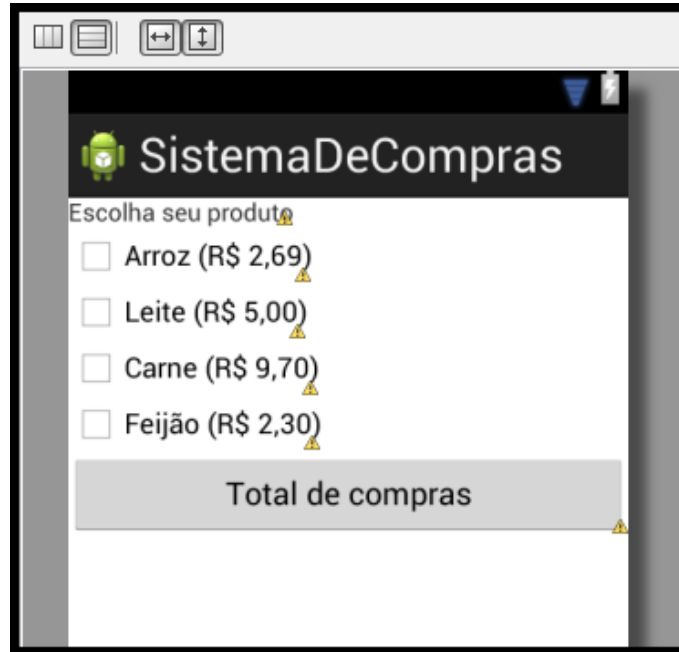 SistemaDeCompras
Escolha seu produto
Arroz (R$ 2,69)
Leite (R$ 5,00)
Carne (R$ 9,70)
Feijão (R$ 2,30)
Total de compras